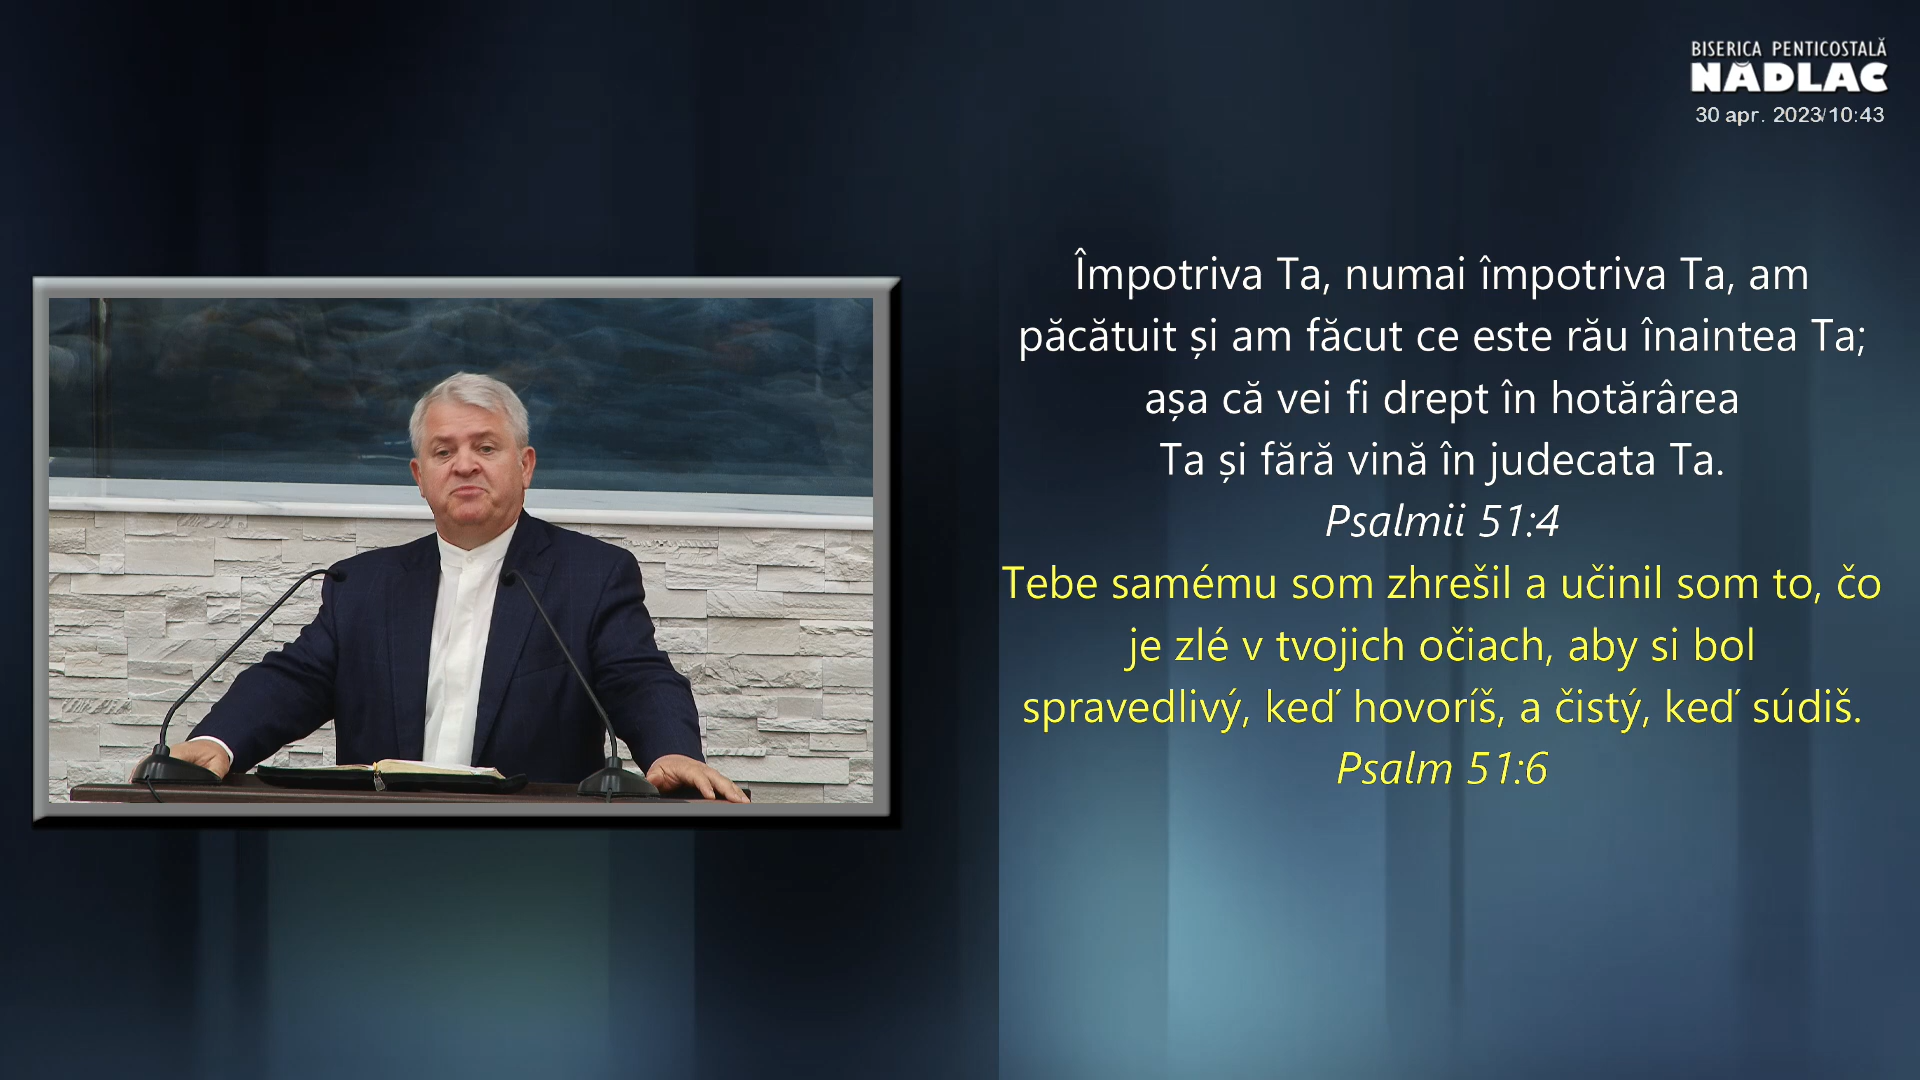 BISERICA PENTICOSTALĂ
NĂDLAC
30 apr. 2023/10:43
Împotriva Ta, numai împotriva Ta, am
păcătuit și am făcut ce este rău înaintea Ta;
așa că vei fi drept în hotărârea
Ta și fără vină în judecata Ta.
Psalmii 51:4
Tebe samému som zhrešil a učinil som to, čo
je zlé v tvojich očiach, aby si bol
spravedlivý, keď hovoríš, a čistý, keď súdiš.
Psalm 51:6